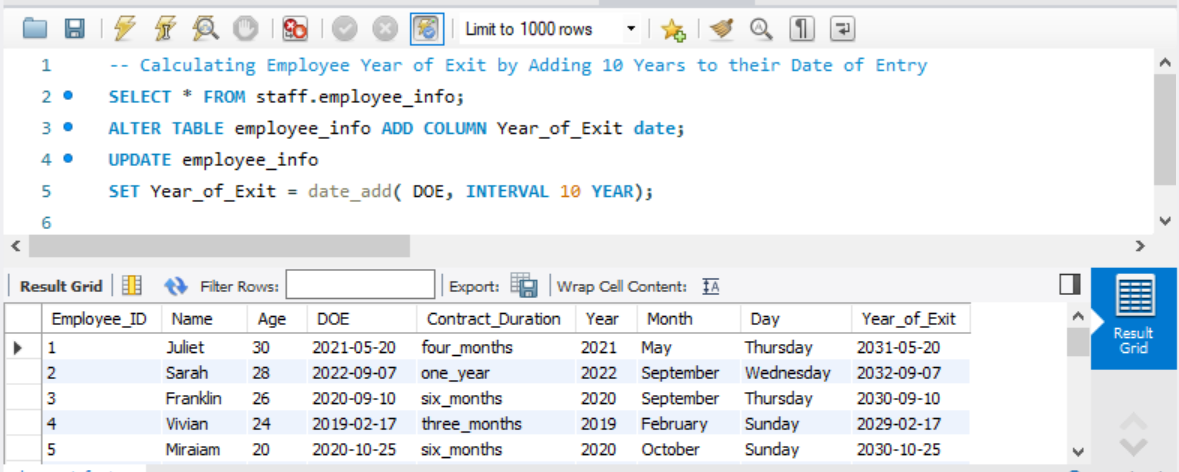 Limit to 1000 rows
1 -- Calculating Employee Year of Exit by Adding 10 Years to their Date of Entry
2 SELECT * FROM staff.employee_info;
3 ALTER TABLE employee_info ADD COLUMN Year_of_Exit date;
4 UPDATE employee_info
5 SET Year_of_Exit = date_add( DOE, INTERVAL 10 YEAR);
6
Result Grid Filter Rows: Export: Wrap Cell Content: IA
Employee_ID Name Age DOE Contract_Duration Year Month Day Year_of_Exit
1 Juliet 30 2021-05-20 four_months 2021 May Thursday 2031-05-20
2 Sarah 28 2022-09-07 one_year 2022 September Wednesday 2032-09-07
3 Franklin 26 2020-09-10 six_months 2020 September Thursday 2030-09-10
4 Vivian 24 2019-02-17 three_months 2019 February Sunday 2029-02-17
5 Miraiam 20 2020-10-25 six_months 2020 October Sunday 2030-10-25
Result
Grid